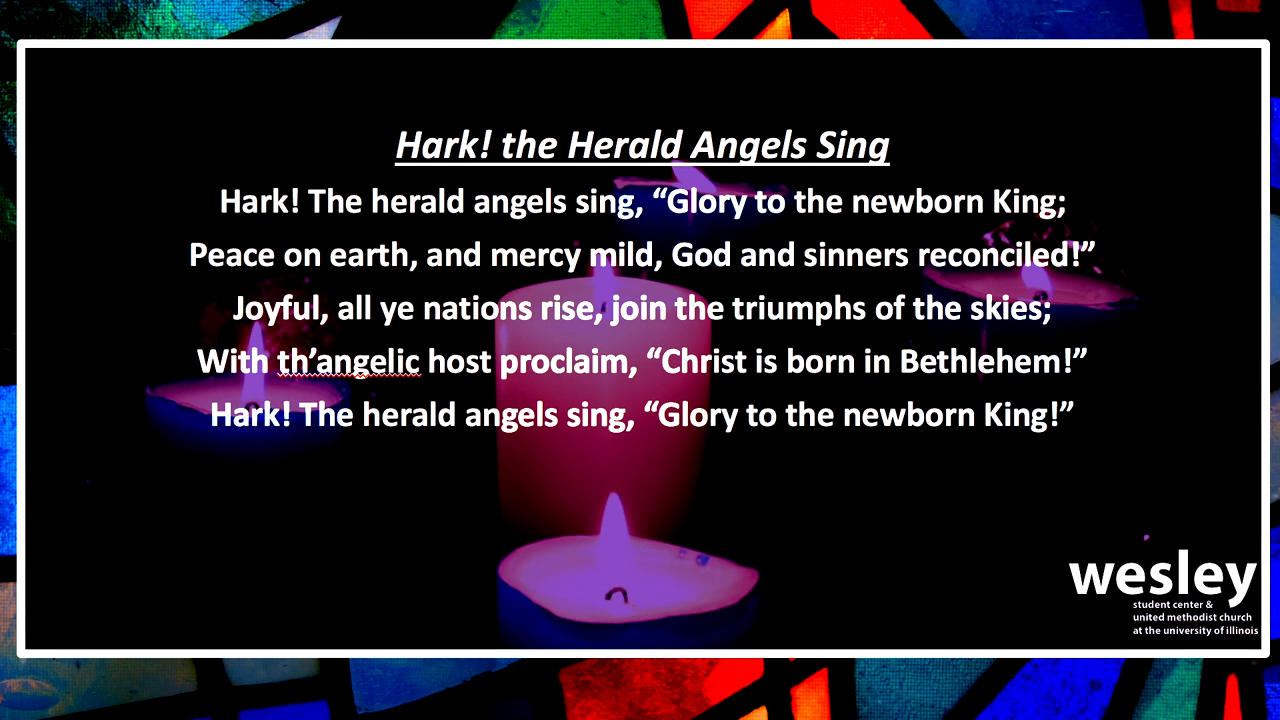 Hark! the Herald Angels Sing
Hark! The herald angels sing, “Glory to the newborn King;
Peace on earth, and mercy mild, God and sinners reconciled!”
Joyful, all ye nations rise, join the triumphs of the skies;
With th’angelic host proclaim, “Christ is born in Bethlehem!”
Hark! The herald angels sing, “Glory to the newborn King!”
wesley
student center &
united methodist church
at the university of illinois